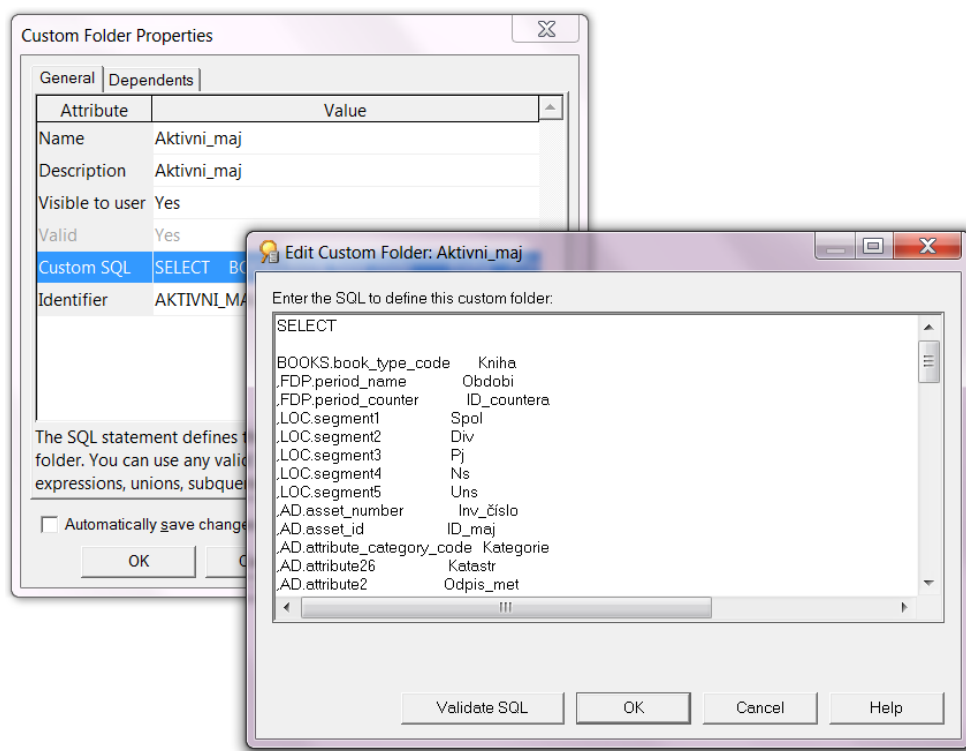 Custom Folder Properties
General Dependents
Attribute Value
Name Aktivni_maj
Description Aktivni_maj
Visible to user Yes
Valid Yes
Custom SQL SELECT
Identifier
The SQL statement defines
folder. You can use any
expressions, unions,
Automatically save
OK
Edit Custom Folder: Aktivni_maj
Enter the SQL to define this custom folder:
SELECT
BOOKS.book_type_code Kniha
,FDP.period_name Obdobi
,FDP.period_counter ID_countera
,LOC.segment1 Spol
,LOC.segment2 Div
,LOC.segment3 Pj
,LOC.segment4 Ns
,LOC.segment5 Uns
,AD.asset_number Inv_číslo
,AD.asset_id ID_maj
,AD.attribute_category_code Kategorie
,AD.attribute26 Katastr
,AD.attribute2 Odpis_met
Validate SQL OK Cancel Help